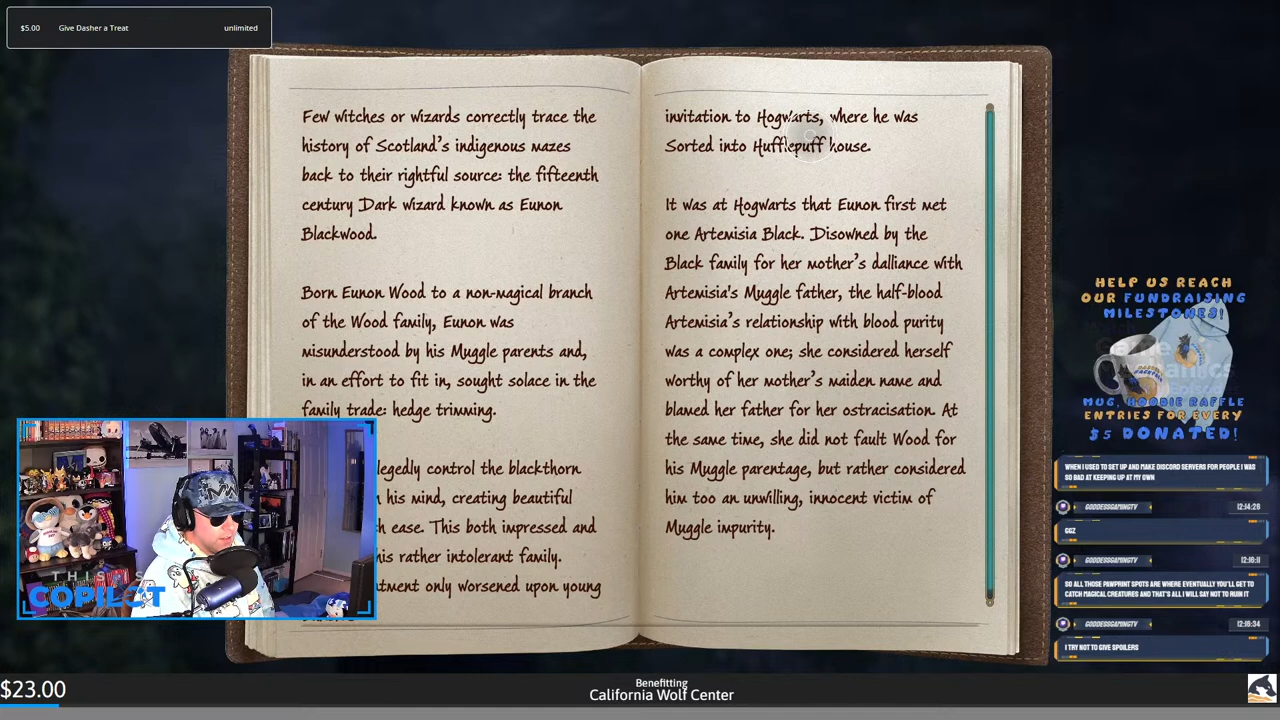 $5.00 Give Dasher a Treat unlimited
Few witches or wizards correctly trace the
history of Scotland's indigenous mazes
back to their rightful source: the fifteenth
century Dark wizard known as Eunon
Blackwood.
Born Eunon Wood to a non-magical branch
of the Wood family, Eunon was
misunderstood by his Muggle parents and,
in an effort to fit in, sought solace in the
family trade: hedge trimming.
legedly control the blackthorn
his mind, creating beautiful
ease. This both impressed and
his rather intolerant family.
only worsened upon young
invitation to Hogwarts, where he was
Sorted into Hufflepuff house.
It was at Hogwarts that Eunon first met
one Artemisia Black. Disowned by the
Black family for her mother's dalliance with
Artemisia's Muggle father, the half-blood
Artemisia's relationship with blood purity
was a complex one; she considered herself
worthy of her mother's maiden name and
blamed her father for her ostracisation. At
the same time, she did not fault Wood for
his Muggle parentage, but rather considered
him too an unwilling, innocent victim of
Muggle impurity.
THIS IS
COPILOT
HELP US REACH
OUR FUNDRAISING
MILESTONES!
MUG, HOODIE RAFFLE
ENTRIES FOR EVERY
$5 DONATED!
WHEN I USED TO SET UP AND MAKE DISCORD SERVERS FOR PEOPLE I WAS
SO BAD AT KEEPING UP AT MY OWN
GODDESSGAMINGTV 12:14:26
GGZ
GODDESSGAMINGTV
SO ALL THOSE PAWPRINT SPOTS ARE WHERE EVENTUALLY YOU'LL GET TO
CATCH MAGICAL CREATURES AND THAT'S ALL I WILL SAY NOT TO RUIN IT
GODDESSGAMINGTV
I TRY NOT TO GIVE SPOILERS
$23.00
Benefitting
California Wolf Center